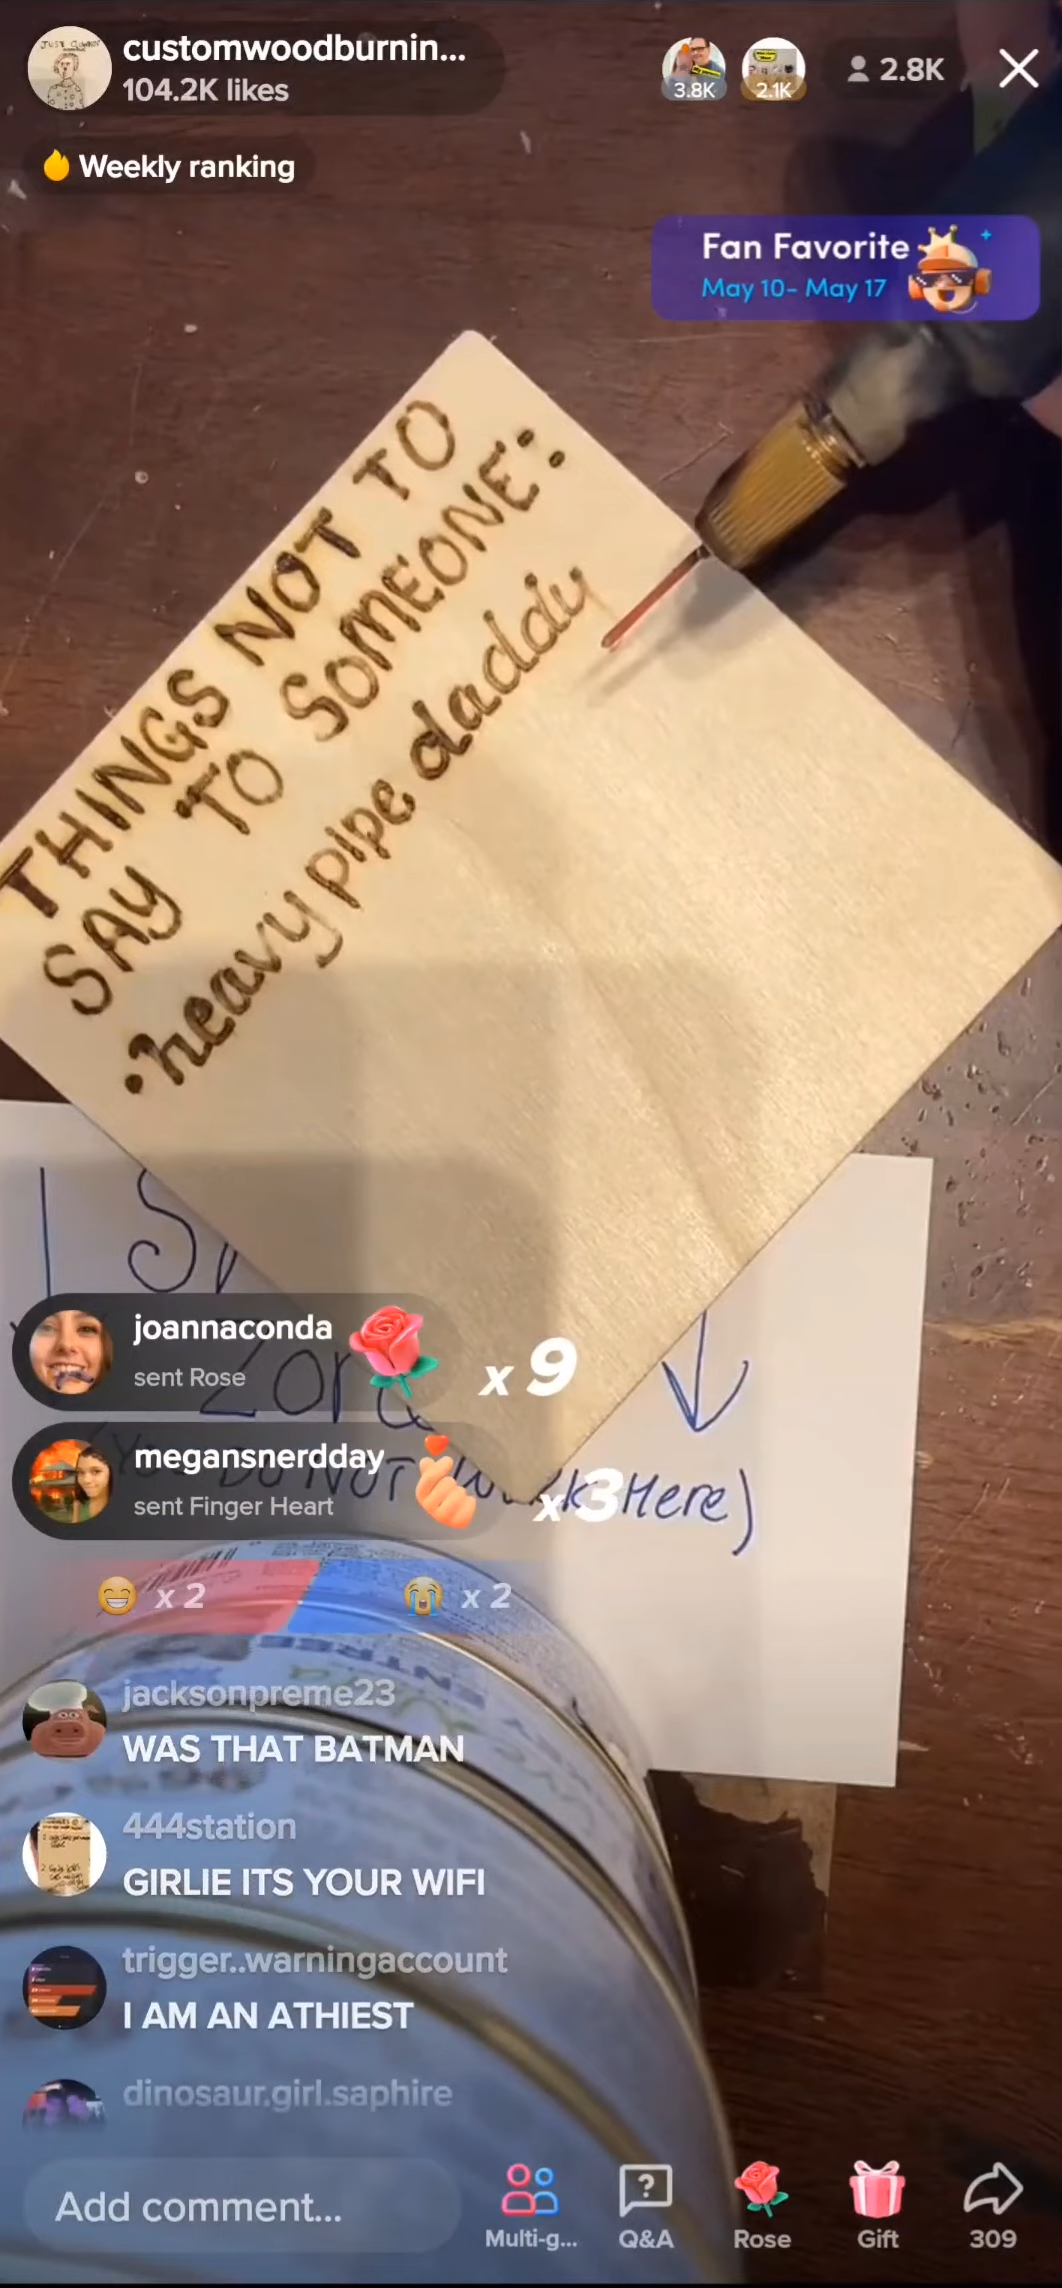 customwoodburnin...
104.2K likes
3.8K
2.1K
2.8K
Weekly ranking
Fan Favorite
May 10- May 17
THINGS NOT TO
SAY TO SOMEONE:
•heavy pipe daddy
joannaconda
sent Rose
x 9
megansnerdday
sent Finger Heart
x 3
DO NOT Here)
x 2
x 2
jacksonpreme23
WAS THAT BATMAN
444station
GIRLIE ITS YOUR WIFI
trigger..warningaccount
I AM AN ATHIEST
dinosaur.girl.saphire
Add comment...
Multi-g...
Q&A
Rose
Gift
309